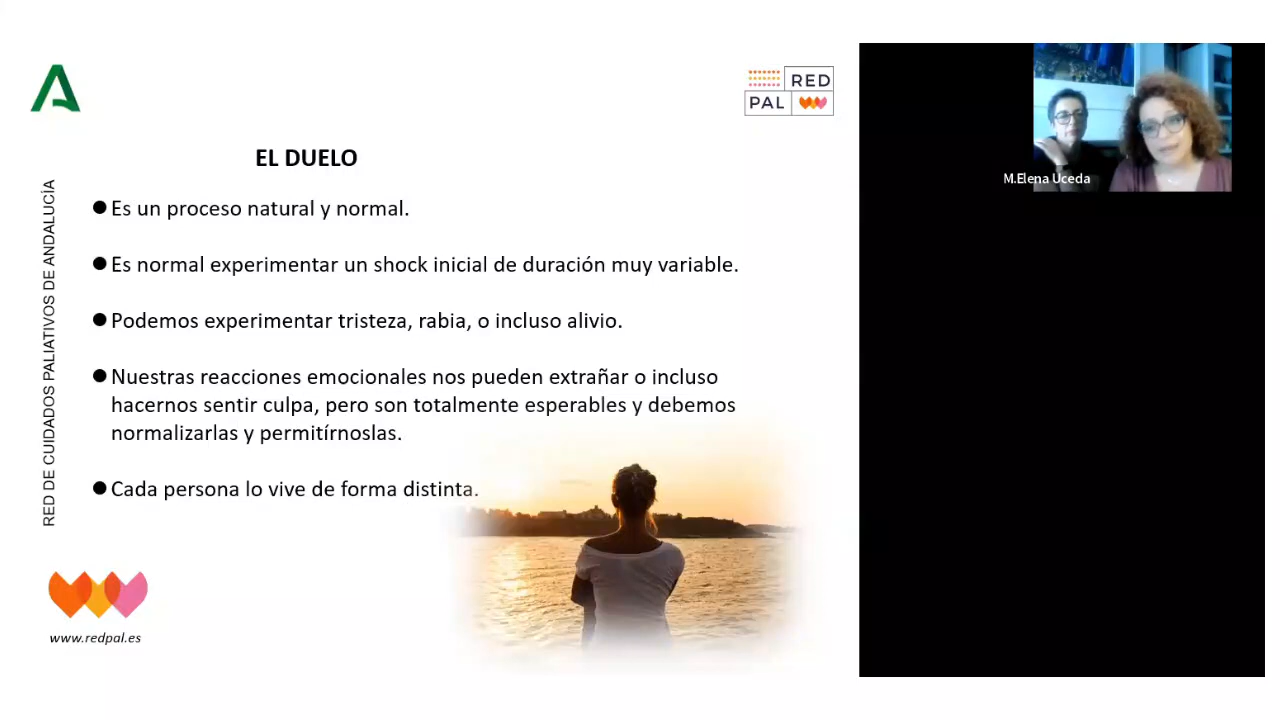 RED
PAL
EL DUELO
RED DE CUIDADOS PALIATIVOS DE ANDALUCÍA
Es un proceso natural y normal.
Es normal experimentar un shock inicial de duración muy variable.
Podemos experimentar tristeza, rabia, o incluso alivio.
Nuestras reacciones emocionales nos pueden extrañar o incluso
hacernos sentir culpa, pero son totalmente esperables y debemos
normalizarlas y permitírnoslas.
Cada persona lo vive de forma distinta.
www.redpal.es
M.Elena Uceda